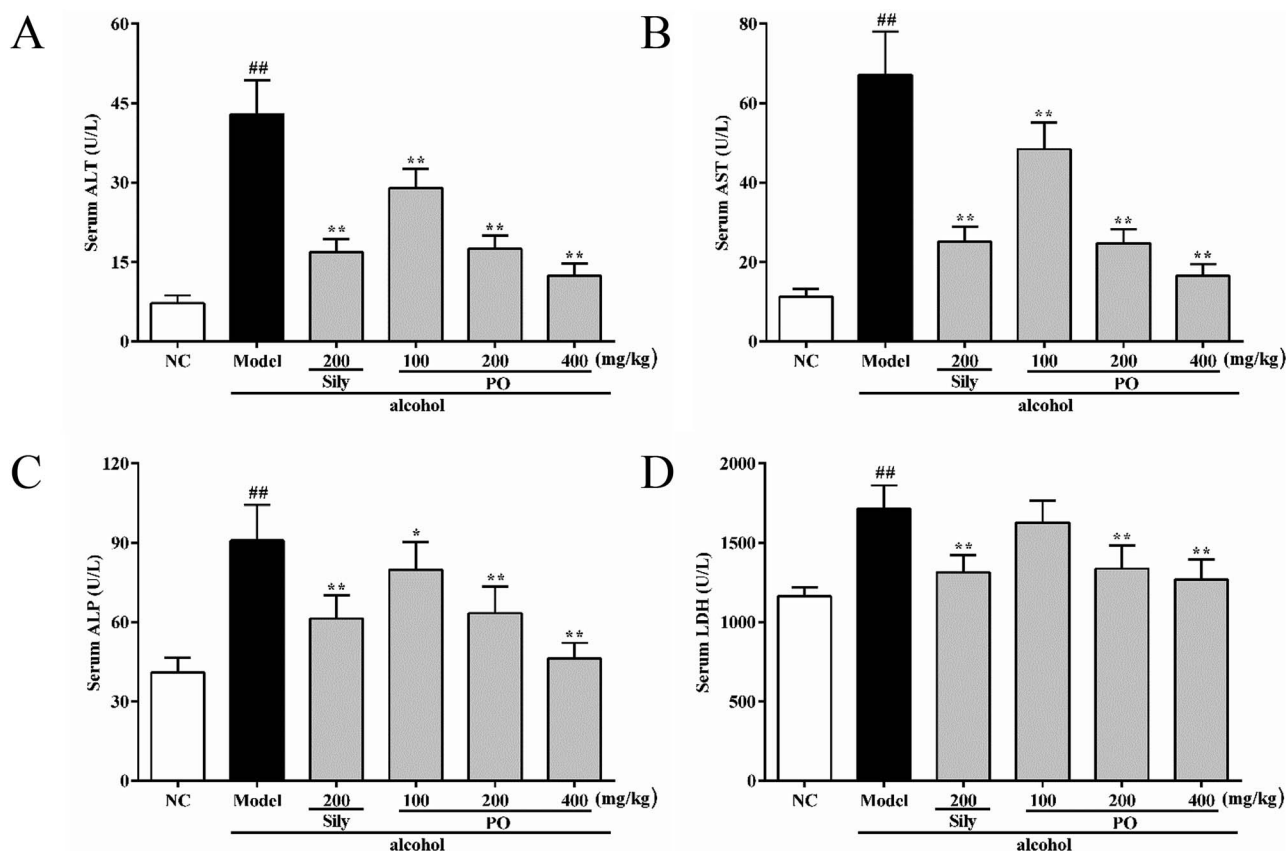 A
Serum ALT (U/L)
60
45
30
15
0
##
**
**
**
**
NC Model 200 100 200 400 (mg/kg)
Sily PO
alcohol
B
Serum AST (U/L)
80
60
40
20
0
##
**
**
**
**
NC Model 200 100 200 400 (mg/kg)
Sily PO
alcohol
C
Serum ALP (U/L)
120
90
60
30
0
##
**
*
**
**
NC Model 200 100 200 400 (mg/kg)
Sily PO
alcohol
D
Serum LDH (U/L)
2000
1500
1000
500
0
##
**
**
**
NC Model 200 100 200 400 (mg/kg)
Sily PO
alcohol